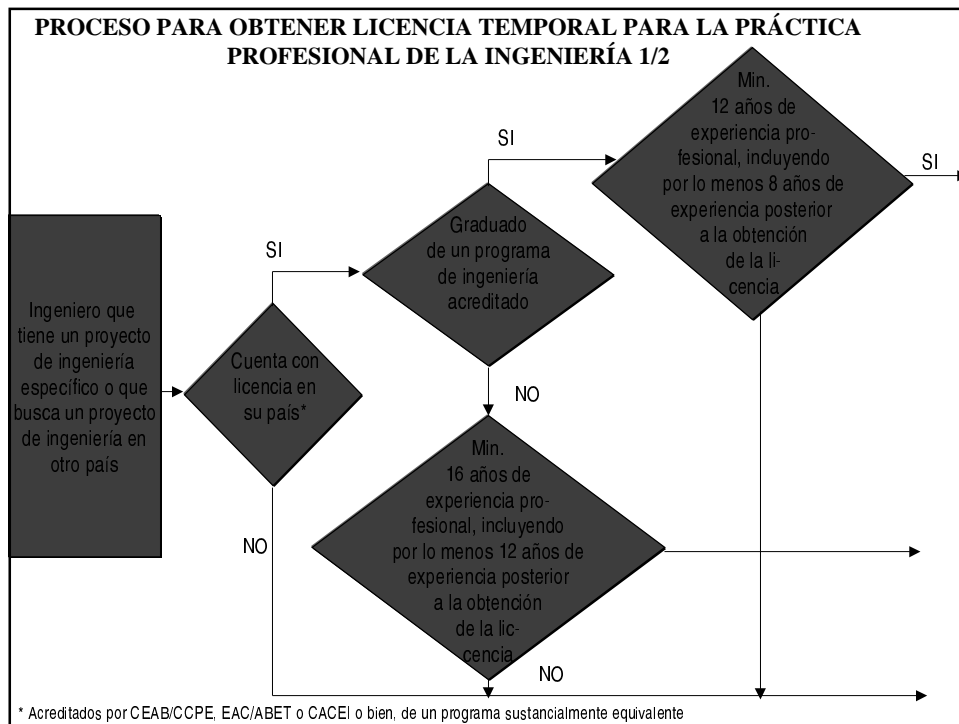 PROCESO PARA OBTENER LICENCIA TEMPORAL PARA LA PRÁCTICA
PROFESIONAL DE LA INGENIERÍA 1/2
Ingeniero que
tiene un proyecto
de ingeniería
específico o que
busca un proyecto
de ingeniería en
otro país
SI
Cuenta con
licencia en
su país*
NO
SI
Graduado
de un programa
de ingeniería
acreditado
NO
Min.
12 años de
experiencia pro-
fesional, incluyendo
por lo menos 8 años de
experiencia posterior
a la obtención
de la li-
cencia
SI
Min.
16 años de
experiencia pro-
fesional, incluyendo
por lo menos 12 años de
experiencia posterior
a la obtención
de la lic-
cencia
NO
* Acreditados por CEAB/CCPE, EAC/ABET o CACEI o bien, de un programa sustancialmente equivalente